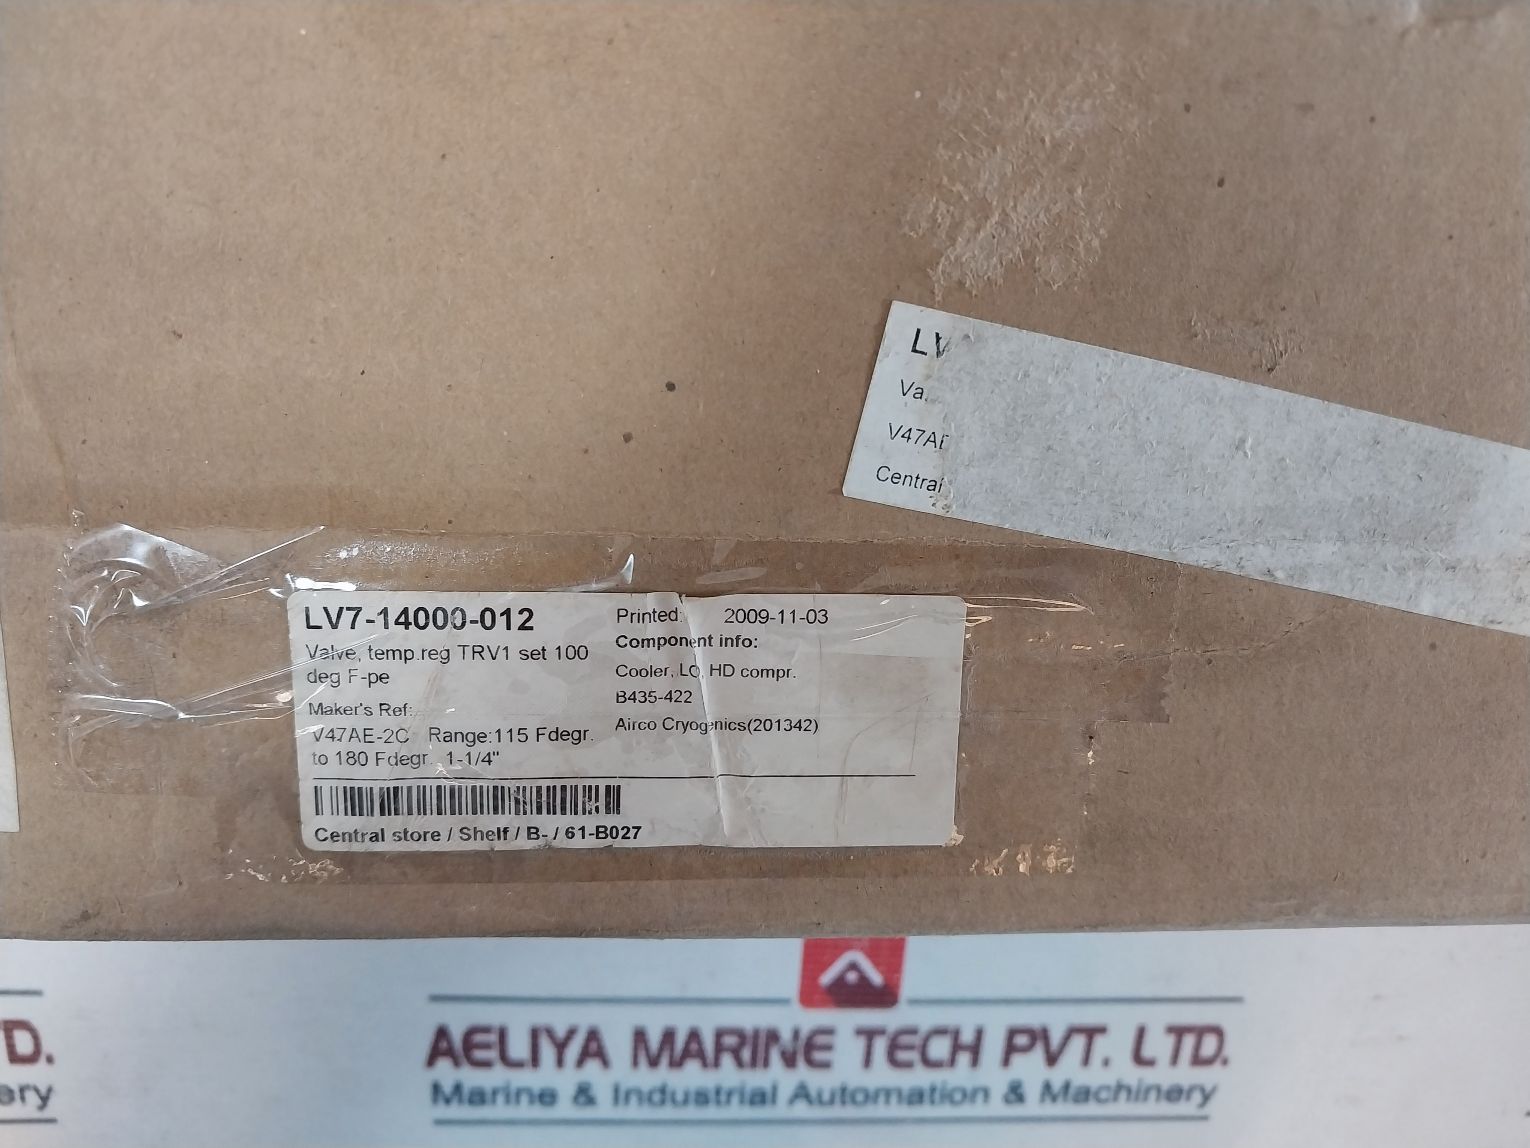 LV
Va
V47AE
Central
LV7-14000-012
Valve, temp.reg TRV1 set 100
deg F-pe
Maker's Ref:
V47AE-2C Range:115 Fdegr.
to 180 Fdegr. 1-1/4"
Printed: 2009-11-03
Component info:
Cooler, LO, HD compr.
B435-422
Airco Cryogenics(201342)
Central store / Shelf / B- / 61-B027
TD.
ery
AELIYA MARINE TECH PVT. LTD.
Marine & Industrial Automation & Machinery